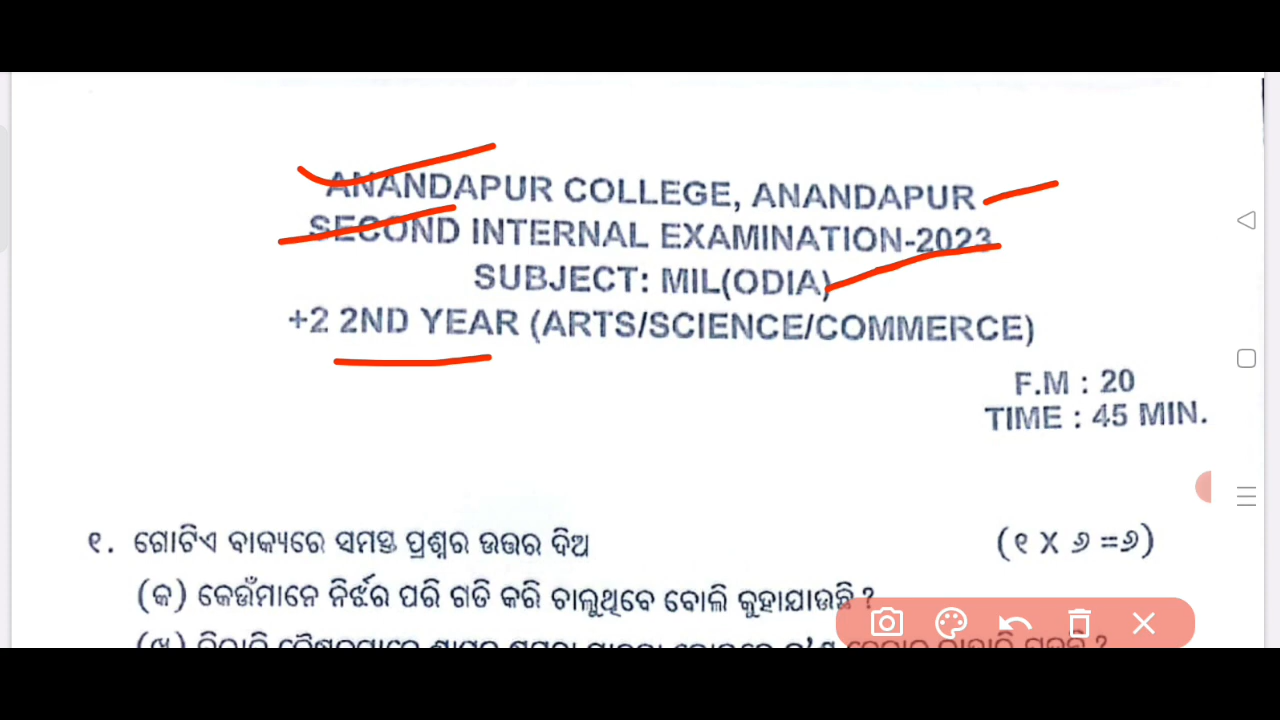 ANANDAPUR COLLEGE, ANANDAPUR
SECOND INTERNAL EXAMINATION-2023
SUBJECT: MIL(ODIA)
+2 2ND YEAR (ARTS/SCIENCE/COMMERCE)
F.M : 20
TIME : 45 MIN.
୧. ଗୋଟିଏ ବାକ୍ୟରେ ସମସ୍ତ ପ୍ରଶ୍ନର ଉତ୍ତର ଦିଅ (୧ X ୬ =୬)
(କ) କେଉଁମାନେ ନିର୍ଝର ପରି ଗତି କରି ଚାଲୁଥିବେ ବୋଲି କୁହାଯାଉଛି ?